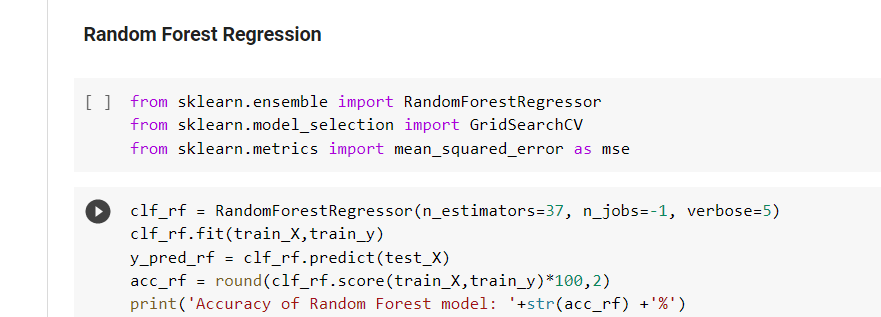 Random Forest Regression
[ ] from sklearn.ensemble import RandomForestRegressor
from sklearn.model_selection import GridSearchCV
from sklearn.metrics import mean_squared_error as mse
clf_rf = RandomForestRegressor(n_estimators=37, n_jobs=-1, verbose=5)
clf_rf.fit(train_X,train_y)
y_pred_rf = clf_rf.predict(test_X)
acc_rf = round(clf_rf.score(train_X,train_y)*100,2)
print('Accuracy of Random Forest model: '+str(acc_rf) +'%')